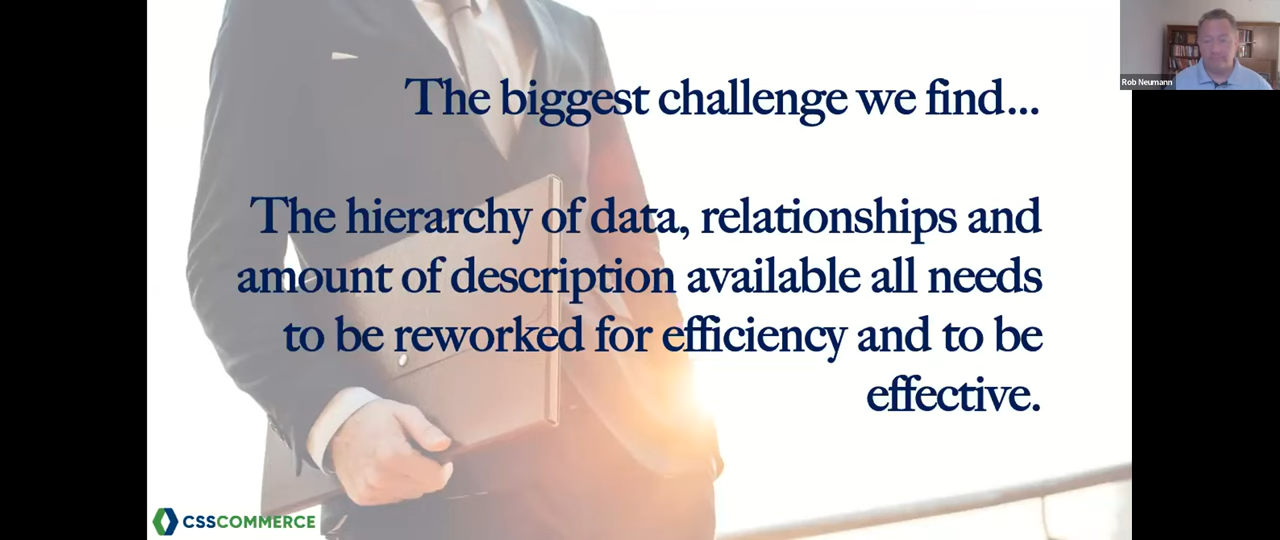 The biggest challenge we find...
The hierarchy of data, relationships and
amount of description available all needs
to be reworked for efficiency and to be
effective.
Rob Neumann
CSSCOMMERCE